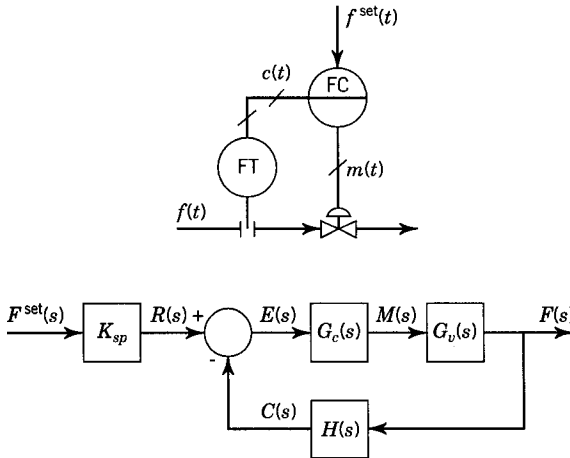 f^set(t)
c(t)
FC
FT
m(t)
f(t)
F^set(s)
K_sp
R(s) +
-
E(s)
G_c(s)
M(s)
G_v(s)
F(s)
C(s)
H(s)